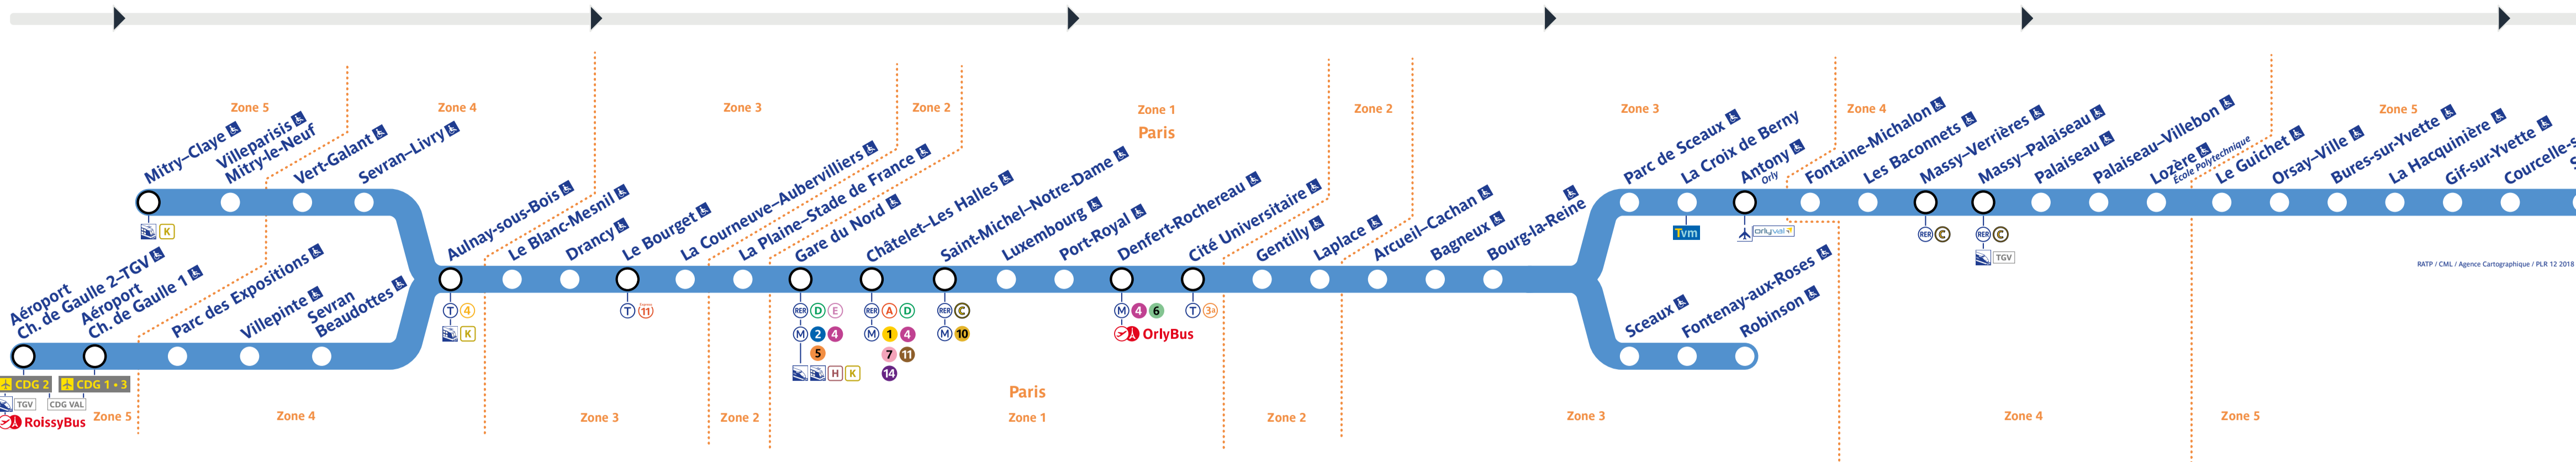 Zone 5
Zone 4
Zone 3
Zone 2
Zone 1
Paris
Zone 2
Zone 3
Zone 4
Zone 5
Mitry–Claye
Villeparisis
Mitry-le-Neuf
Vert-Galant
Sevran–Livry
K
Aéroport
Ch. de Gaulle 2–TGV
Aéroport
Ch. de Gaulle 1
Parc des Expositions
Villepinte
Sevran
Beaudottes
CDG 2
CDG 1 • 3
TGV
CDG VAL
RoissyBus
Aulnay-sous-Bois
T 4
K
Le Blanc-Mesnil
Drancy
Le Bourget
T 11
La Courneuve–Aubervilliers
La Plaine–Stade de France
Gare du Nord
RER D E
M 2 4
5
H K
Châtelet–Les Halles
RER A D
M 1 4
7 11
14
Saint-Michel–Notre-Dame
RER C
M 10
Luxembourg
Port-Royal
Denfert-Rochereau
M 4 6
OrlyBus
Cité Universitaire
T 3a
Gentilly
Laplace
Arcueil–Cachan
Bagneux
Bourg-la-Reine
Parc de Sceaux
La Croix de Berny
Tvm
Antony
Orly
orlyval
Fontaine-Michalon
Les Baconnets
Massy–Verrières
RER C
Massy–Palaiseau
RER C
TGV
Palaiseau
Palaiseau–Villebon
Lozère
École Polytechnique
Le Guichet
Orsay–Ville
Bures-sur-Yvette
La Hacquinière
Gif-sur-Yvette
Courcelle-s
Sceaux
Fontenay-aux-Roses
Robinson
RATP / CML / Agence Cartographique / PLR 12 2018
Zone 5
Zone 4
Zone 3
Zone 2
Paris
Zone 1
Zone 2
Zone 3
Zone 4
Zone 5